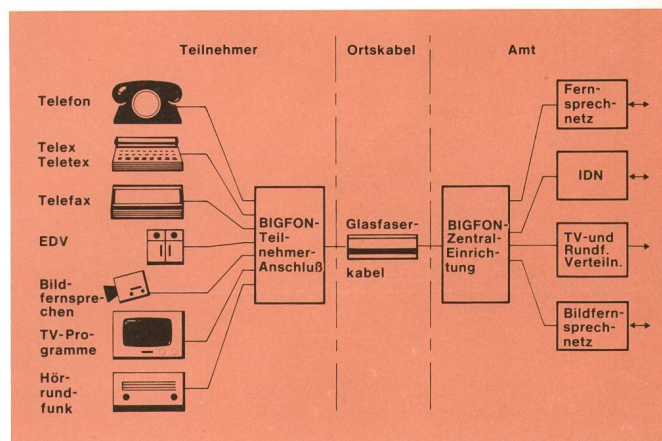 Teilnehmer
Ortskabel
Amt
Telefon
Telex
Teletex
Telefax
EDV
Bild-
fernspre-
chen
TV-Pro-
gramme
Hör-
rund-
funk
BIGFON-
Teil-
nehmer-
Anschluß
Glasfaser-
kabel
BIGFON-
Zentral-
Einrich-
tung
Fern-
sprech-
netz
IDN
TV-und
Rundf.
Verteiln.
Bildfern-
sprech-
netz